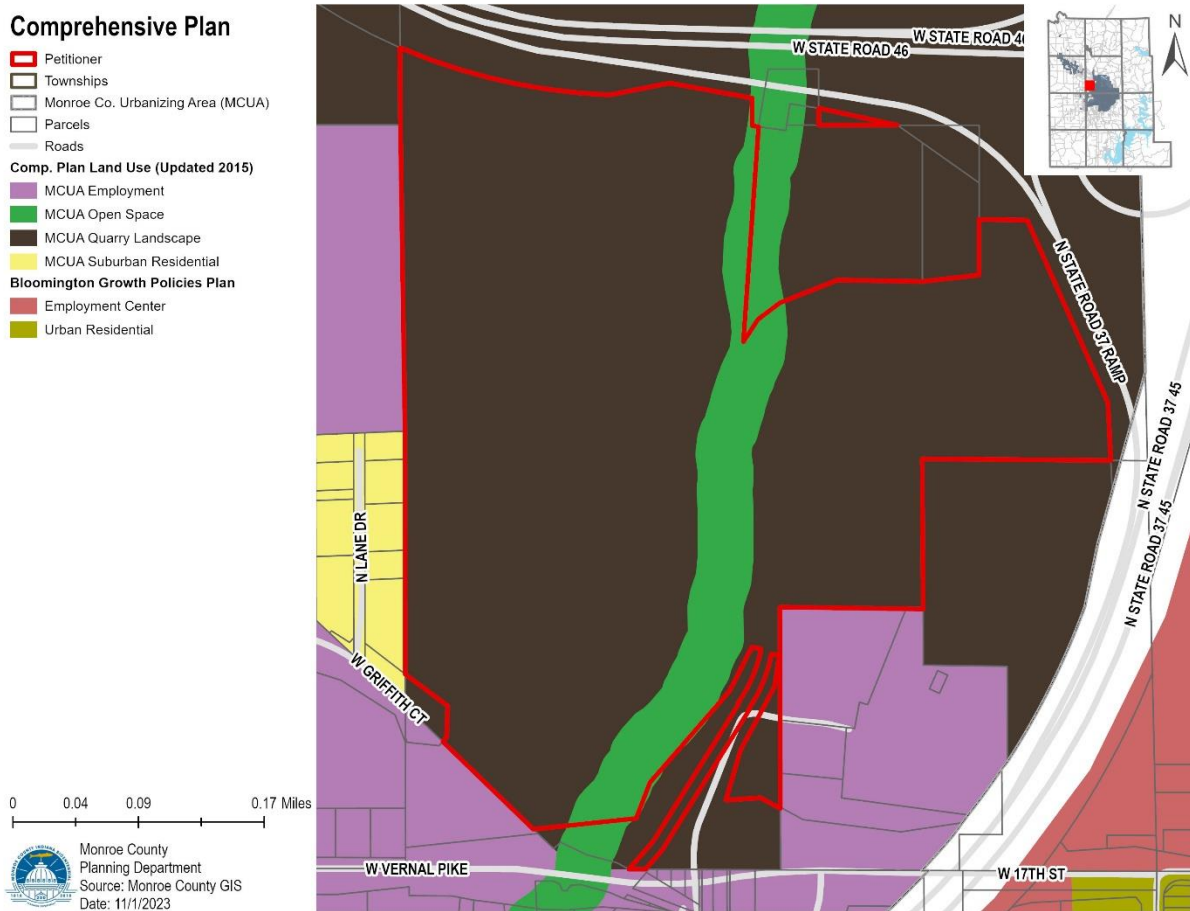 Comprehensive Plan
Petitioner
Townships
Monroe Co. Urbanizing Area (MCUA)
Parcels
Roads
Comp. Plan Land Use (Updated 2015)
MCUA Employment
MCUA Open Space
MCUA Quarry Landscape
MCUA Suburban Residential
Bloomington Growth Policies Plan
Employment Center
Urban Residential
W STATE ROAD 46
W STATE ROAD 46
N
N STATE ROAD 37 RAMP
N STATE ROAD 37 45
N STATE ROAD 37 45
N LANE DR
W GRIFFITH CT
W VERNAL PIKE
W 17TH ST
0 0.04 0.09 0.17 Miles
Monroe County
Planning Department
Source: Monroe County GIS
Date: 11/1/2023